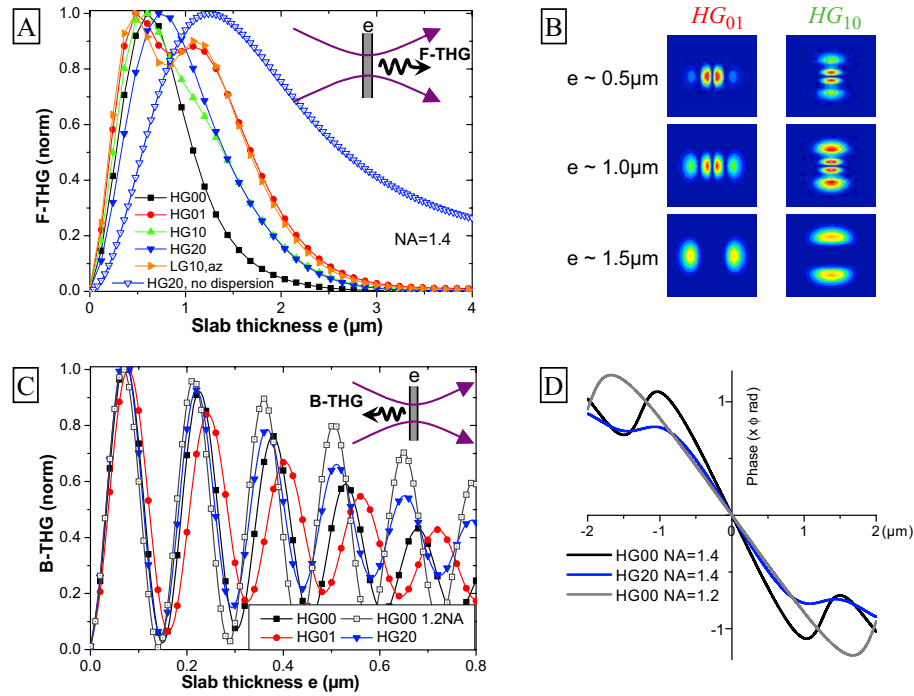 A
F-THG (norm)
1.0
0.8
0.6
0.4
0.2
0.0
0
1
2
3
4
Slab thickness e (µm)
e
F-THG
HG00
HG01
HG10
HG20
LG10,az
HG20, no dispersion
NA=1.4
B
HG01
HG10
e ~ 0.5µm
e ~ 1.0µm
e ~ 1.5µm
C
B-THG (norm)
1.0
0.8
0.6
0.4
0.2
0.0
0.0
0.2
0.4
0.6
0.8
Slab thickness e (µm)
e
B-THG
HG00
HG00 1.2NA
HG01
HG20
D
Phase (x ϕ rad)
1
-1
-2
-1
0
1
2 (µm)
HG00 NA=1.4
HG20 NA=1.4
HG00 NA=1.2